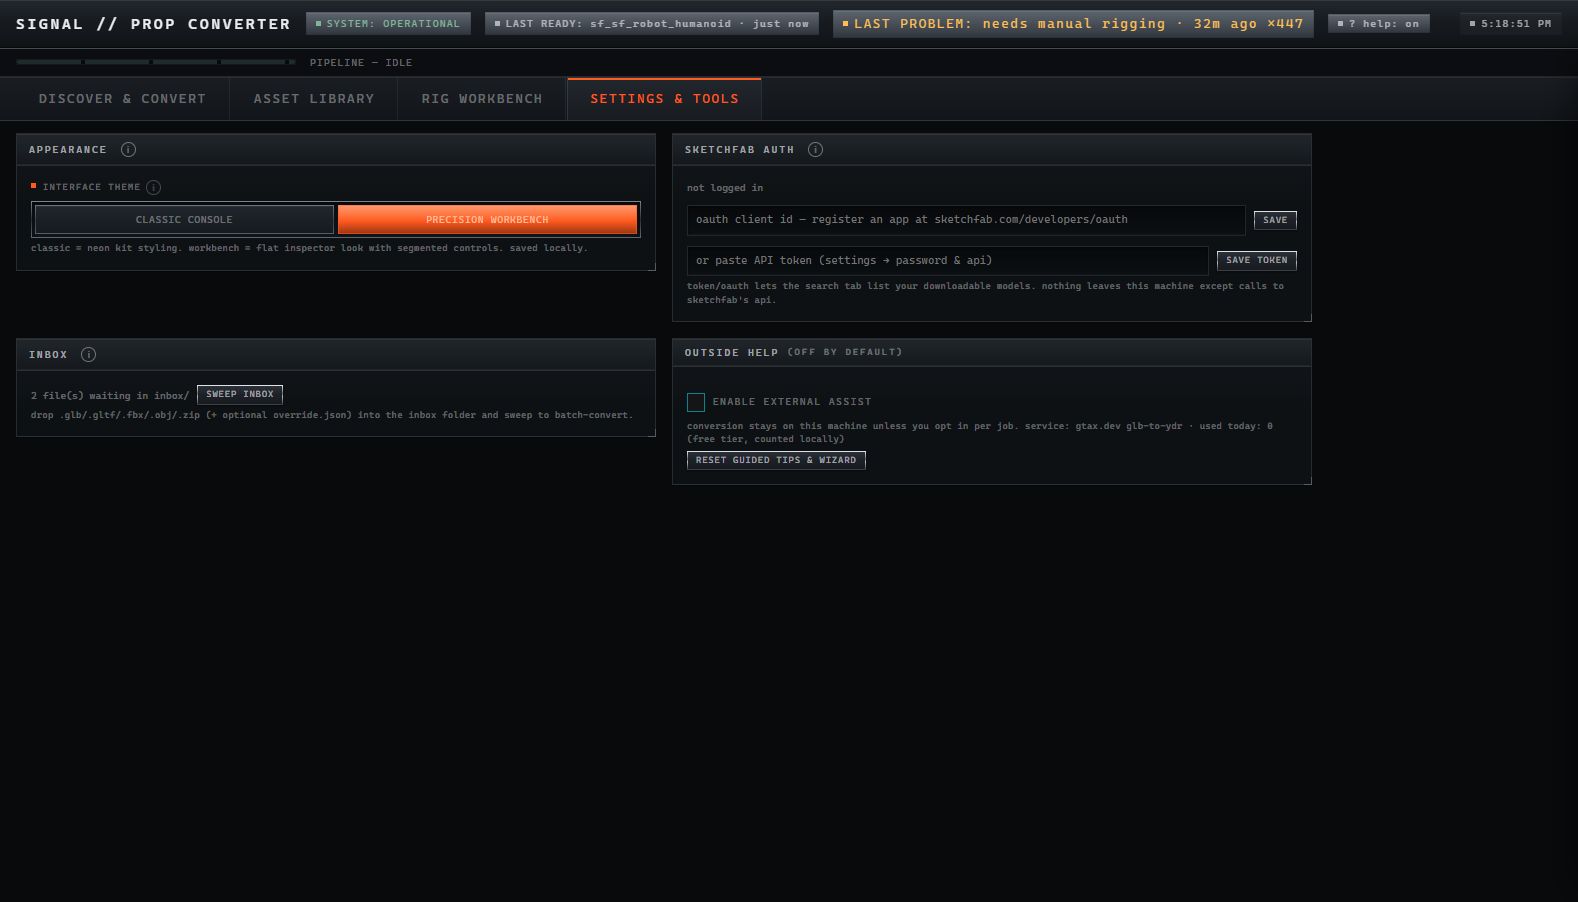 SIGNAL // PROP CONVERTER
SYSTEM: OPERATIONAL
LAST READY: sf_sf_robot_humanoid · just now
LAST PROBLEM: needs manual rigging · 32m ago ×447
? help: on
5:18:51 PM
PIPELINE — IDLE
DISCOVER & CONVERT
ASSET LIBRARY
RIG WORKBENCH
SETTINGS & TOOLS
APPEARANCE i
INTERFACE THEME i
CLASSIC CONSOLE
PRECISION WORKBENCH
classic = neon kit styling. workbench = flat inspector look with segmented controls. saved locally.
SKETCHFAB AUTH i
not logged in
oauth client id — register an app at sketchfab.com/developers/oauth
SAVE
or paste API token (settings → password & api)
SAVE TOKEN
token/oauth lets the search tab list your downloadable models. nothing leaves this machine except calls to
sketchfab's api.
INBOX i
2 file(s) waiting in inbox/
SWEEP INBOX
drop .glb/.gltf/.fbx/.obj/.zip (+ optional override.json) into the inbox folder and sweep to batch-convert.
OUTSIDE HELP (OFF BY DEFAULT)
ENABLE EXTERNAL ASSIST
conversion stays on this machine unless you opt in per job. service: gtax.dev glb-to-ydr · used today: 0
(free tier, counted locally)
RESET GUIDED TIPS & WIZARD